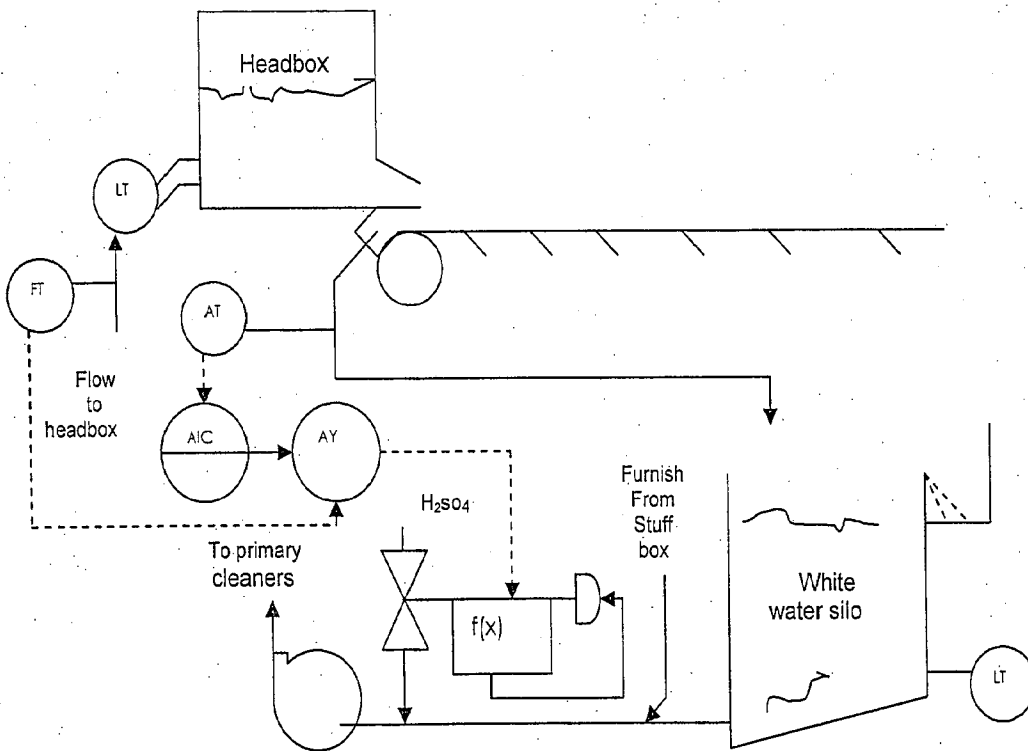 Headbox
LT
FT
AT
Flow
to
headbox
AIC
AY
Furnish
From
Stuff
box
H₂so₄
To primary
cleaners
f(x)
White
water silo
LT